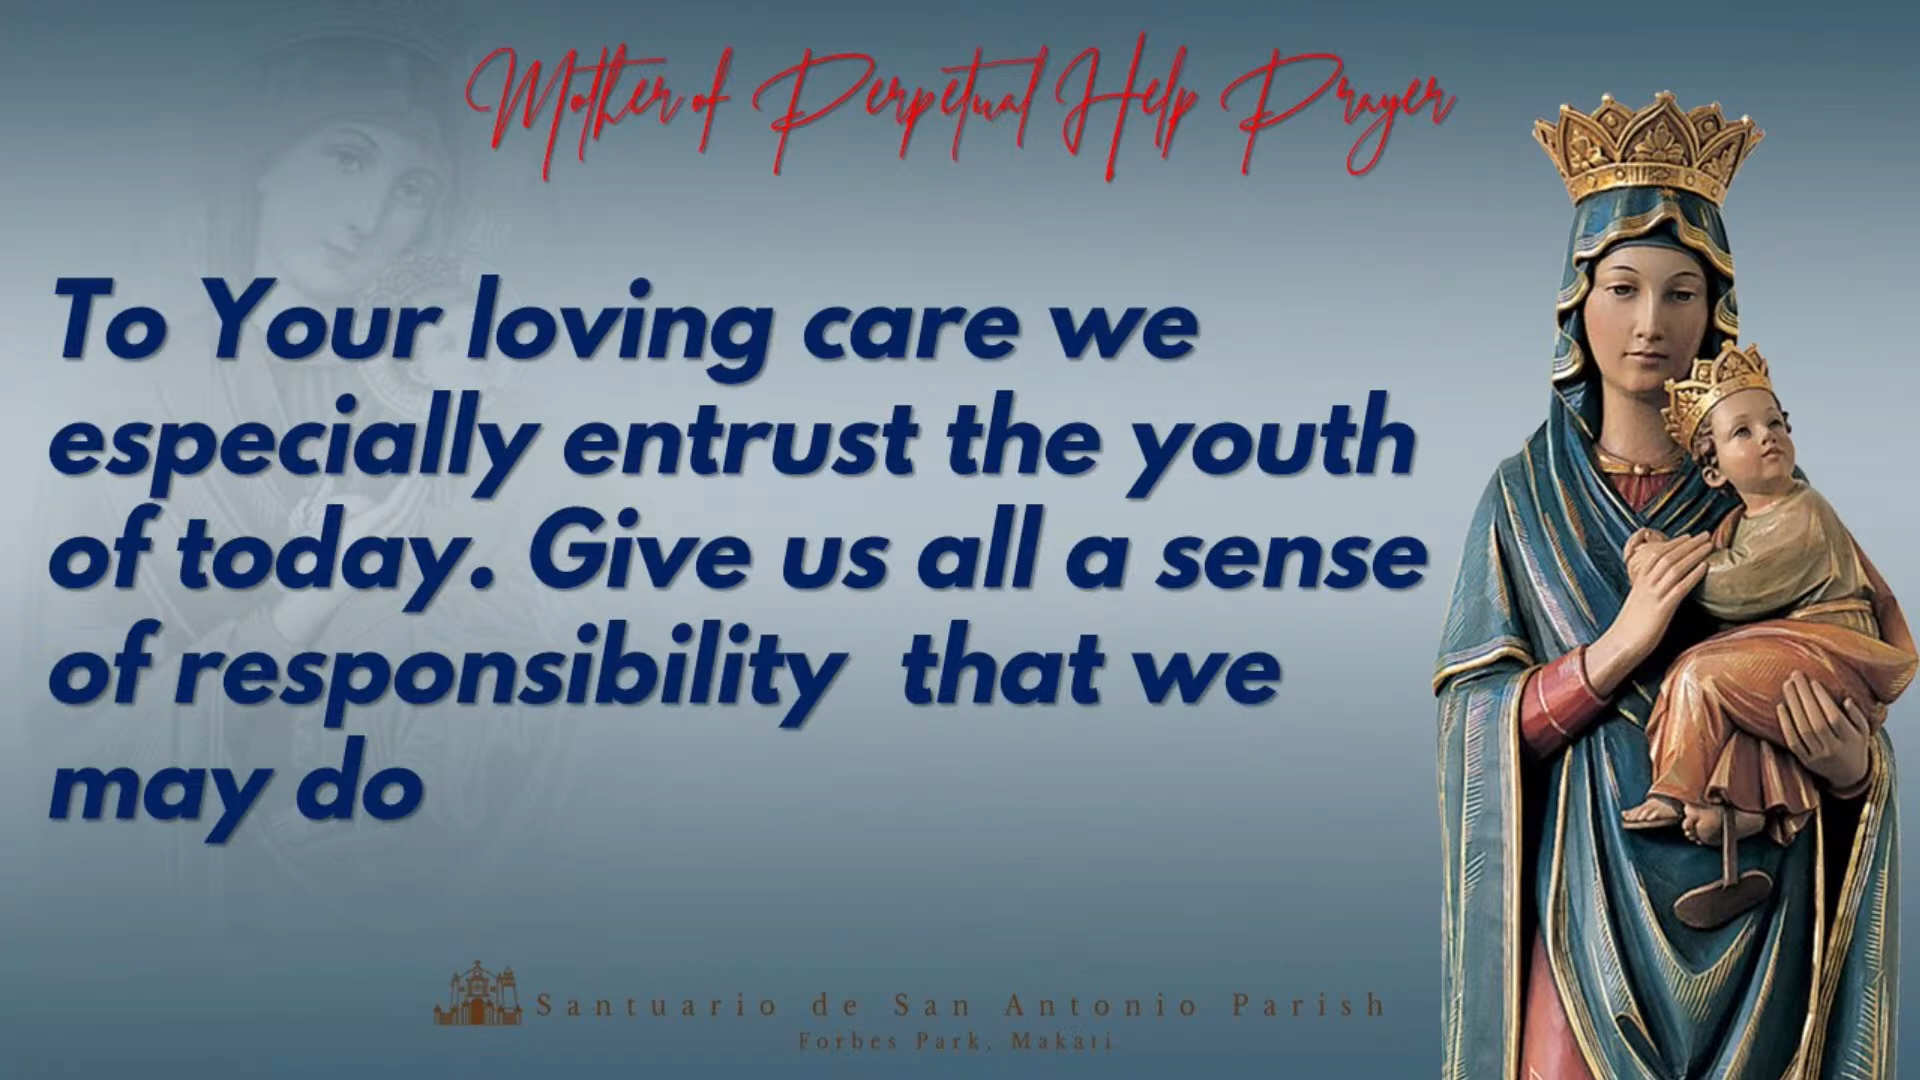 Mother of Perpetual Help Prayer
To Your loving care we
especially entrust the youth
of today. Give us all a sense
of responsibility that we
may do
Santuario de San Antonio Parish
Forbes Park, Makati